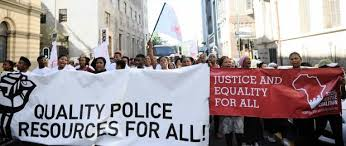 QUALITY POLICE
RESOURCES FOR ALL!
JUSTICE AND
EQUALITY
FOR ALL